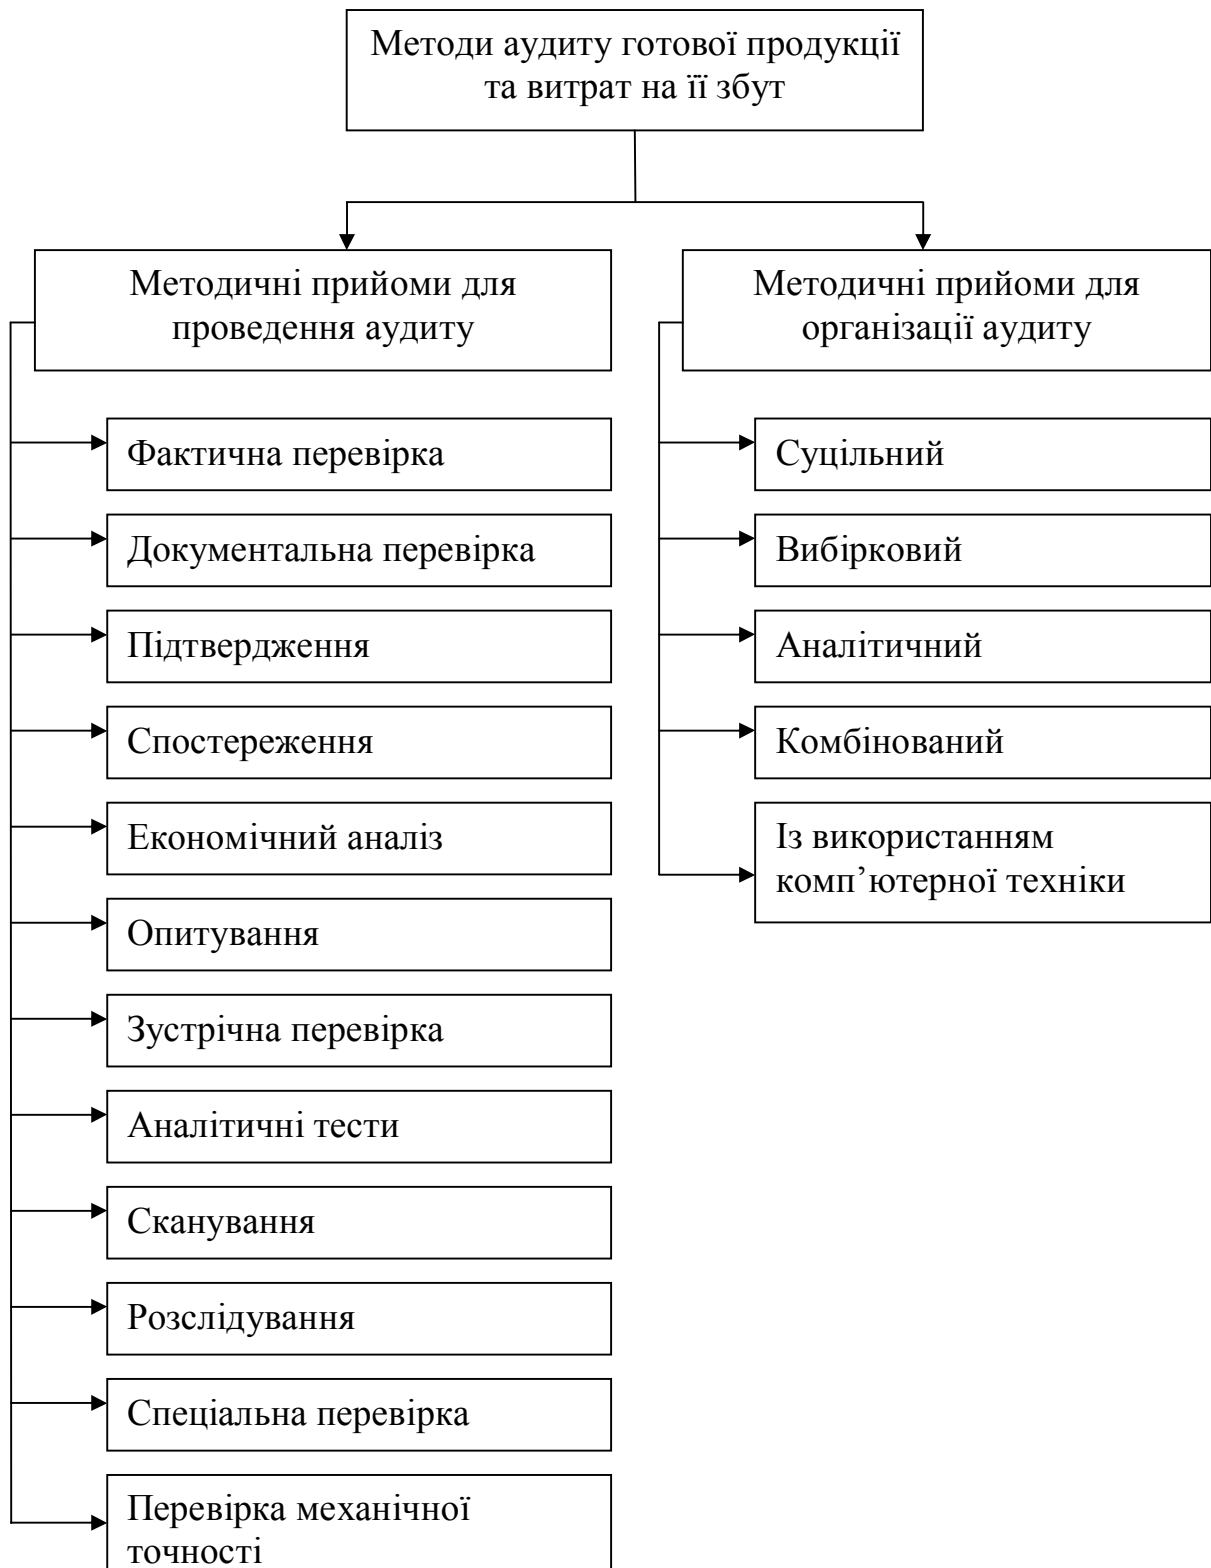 Методи аудиту готової продукції
та витрат на її збут
Методичні прийоми для
проведення аудиту
Фактична перевірка
Документальна перевірка
Підтвердження
Спостереження
Економічний аналіз
Опитування
Зустрічна перевірка
Аналітичні тести
Сканування
Розслідування
Спеціальна перевірка
Перевірка механічної
точності
Методичні прийоми для
організації аудиту
Суцільний
Вибірковий
Аналітичний
Комбінований
Із використанням
комп’ютерної техніки